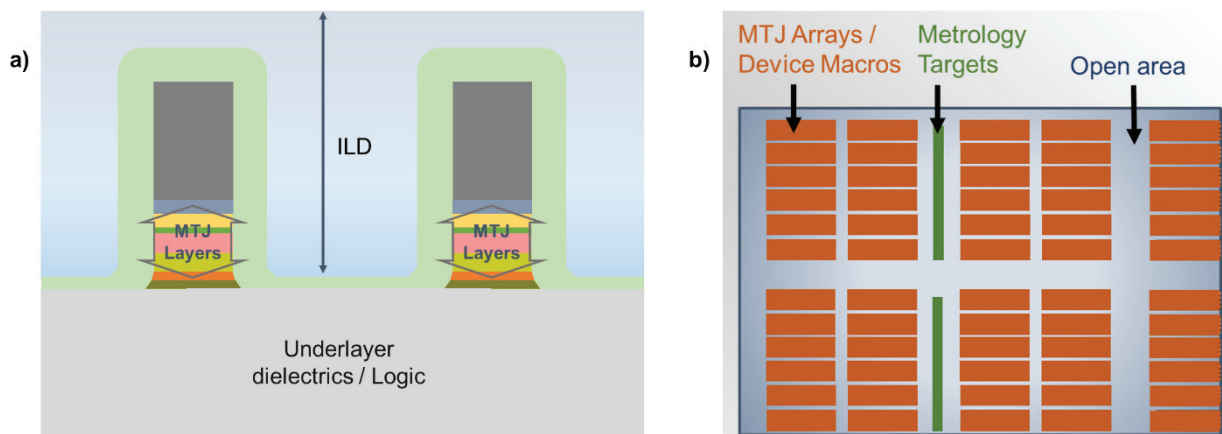 a)
ILD
MTJ
Layers
MTJ
Layers
Underlayer
dielectrics / Logic
b)
MTJ Arrays /
Device Macros
Metrology
Targets
Open area